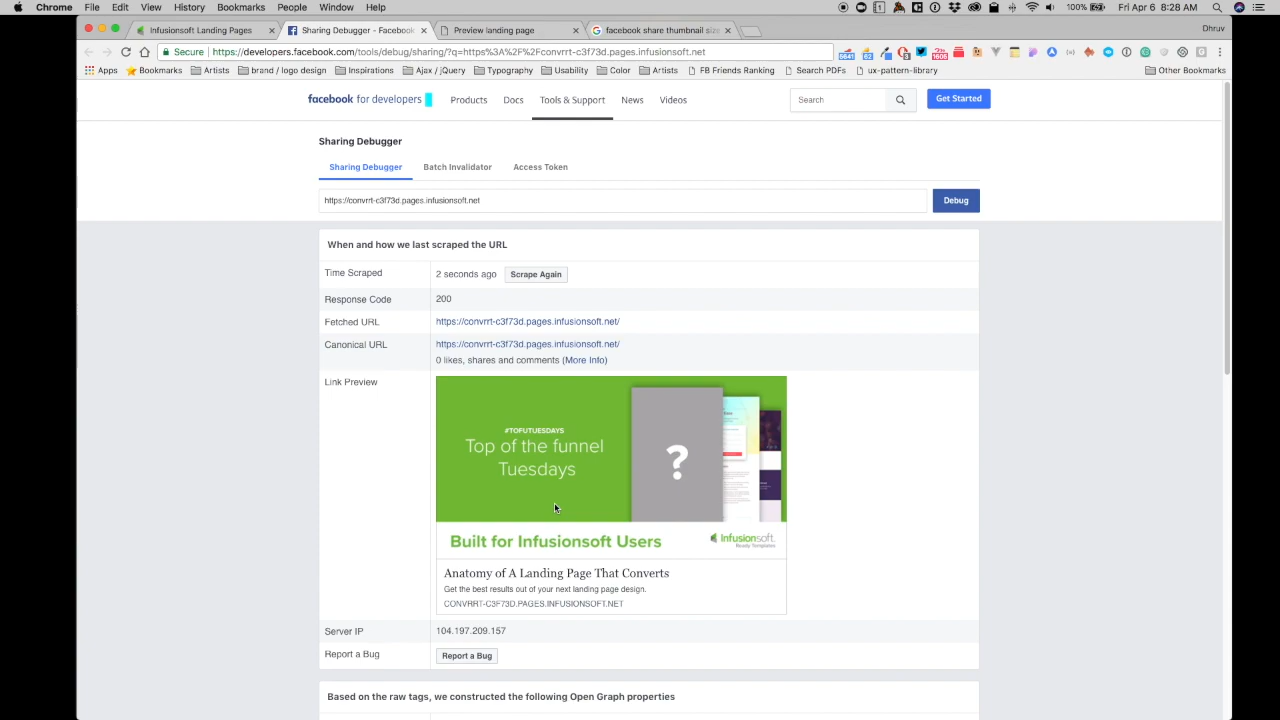 Chrome File Edit View History Bookmarks People Window Help 100% Fri Apr 6 8:28 AM
Infusionsoft Landing Pages Sharing Debugger - Facebook Preview landing page facebook share thumbnail size Dhruv
Secure https://developers.facebook.com/tools/debug/sharing/?q=https%3A%2F%2Fconvrrt-c3f73d.pages.infusionsoft.net
Apps Bookmarks Artists brand / logo design Inspirations Ajax / jQuery Typography Usability Color Artists FB Friends Ranking Search PDFs ux-pattern-library Other Bookmarks
facebook for developers Products Docs Tools & Support News Videos Search Get Started
Sharing Debugger
Sharing Debugger Batch Invalidator Access Token
https://convrrt-c3f73d.pages.infusionsoft.net Debug
When and how we last scraped the URL
Time Scraped 2 seconds ago Scrape Again
Response Code 200
Fetched URL https://convrrt-c3f73d.pages.infusionsoft.net/
Canonical URL https://convrrt-c3f73d.pages.infusionsoft.net/
0 likes, shares and comments (More Info)
Link Preview
#TOFUTUESDAYS
Top of the funnel
Tuesdays
?
Built for Infusionsoft Users Infusionsoft.
Ready Templates
Anatomy of A Landing Page That Converts
Get the best results out of your next landing page design.
CONVRRT-C3F73D.PAGES.INFUSIONSOFT.NET
Server IP 104.197.209.157
Report a Bug Report a Bug
Based on the raw tags, we constructed the following Open Graph properties